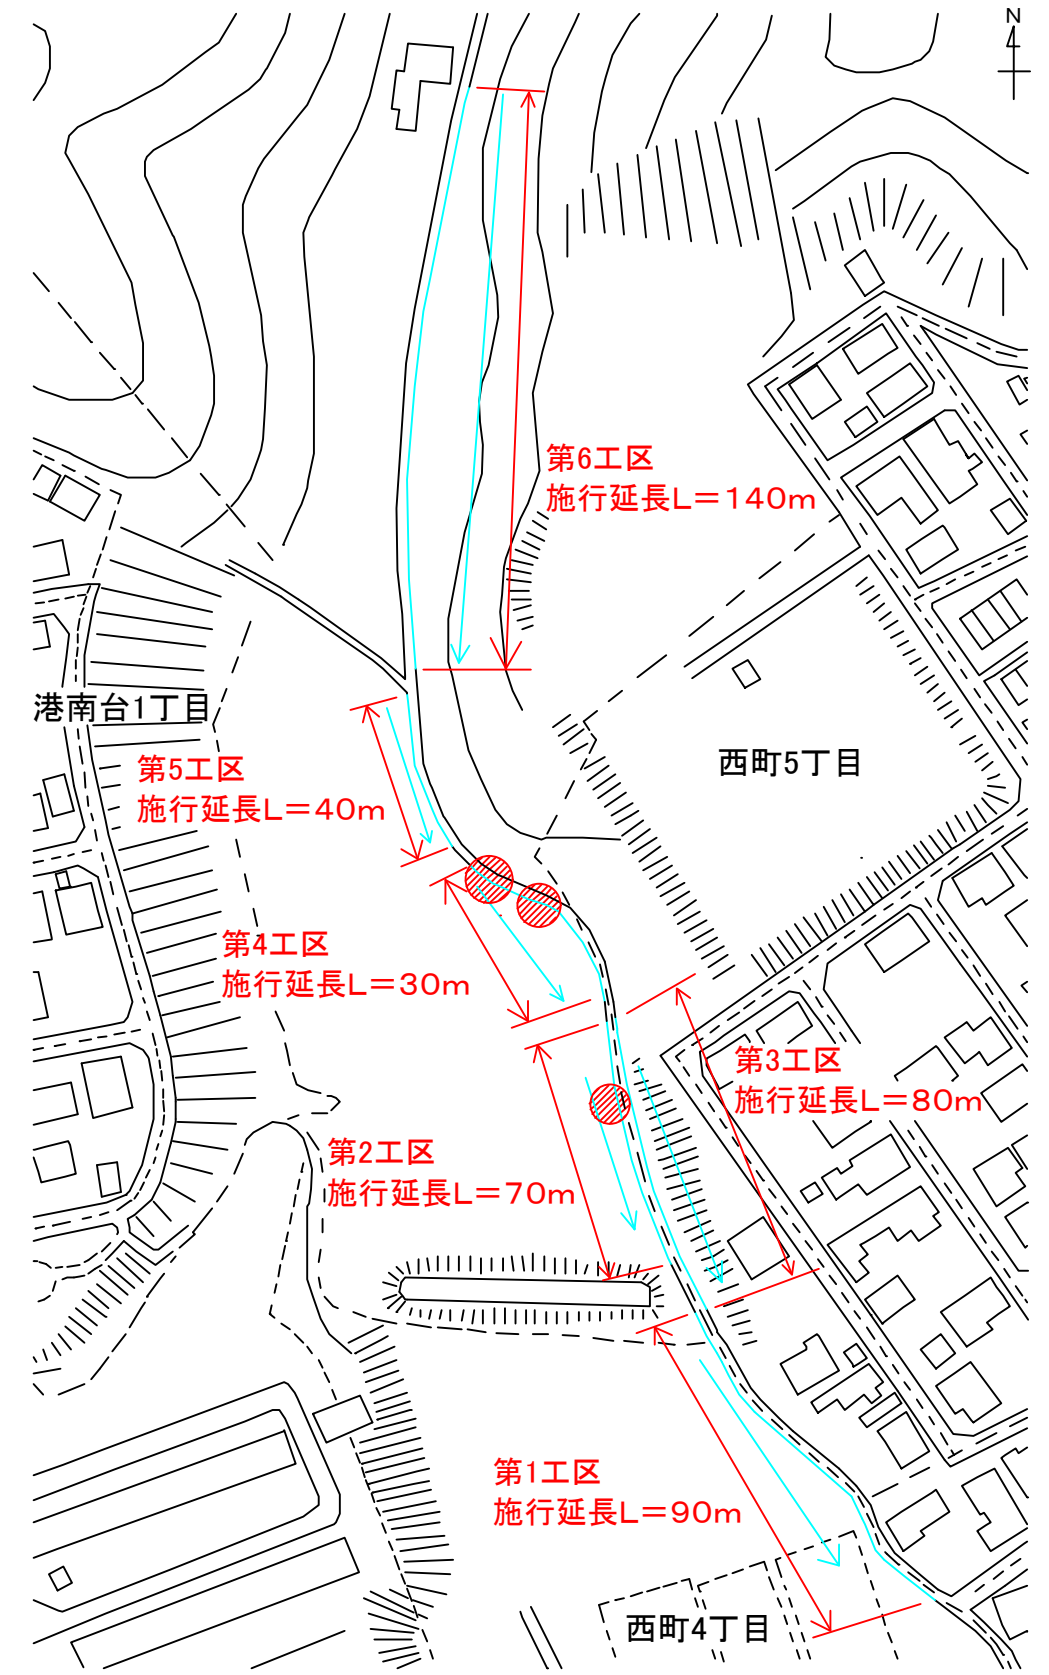 N
第6工区
施行延長L＝140m
港南台1丁目
西町5丁目
第5工区
施行延長L＝40m
第4工区
施行延長L＝30m
第3工区
施行延長L＝80m
第2工区
施行延長L＝70m
第1工区
施行延長L＝90m
西町4丁目